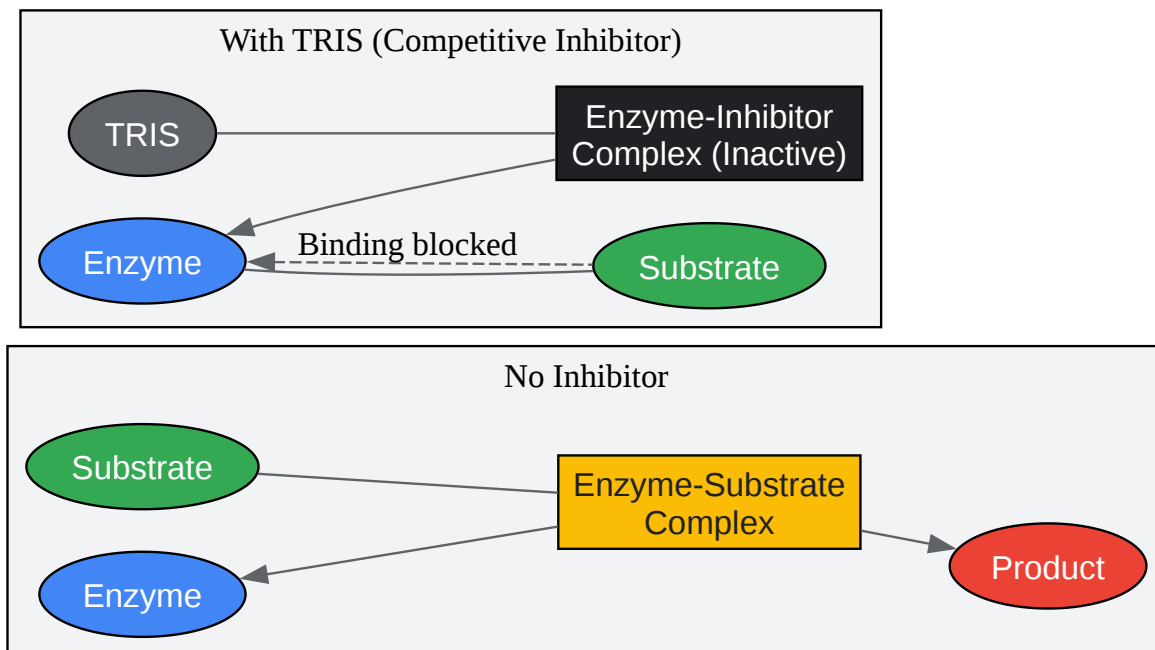 With TRIS (Competitive Inhibitor)
TRIS
Enzyme-Inhibitor
Complex (Inactive)
Enzyme
Binding blocked
Substrate
No Inhibitor
Substrate
Enzyme-Substrate
Complex
Enzyme
Product